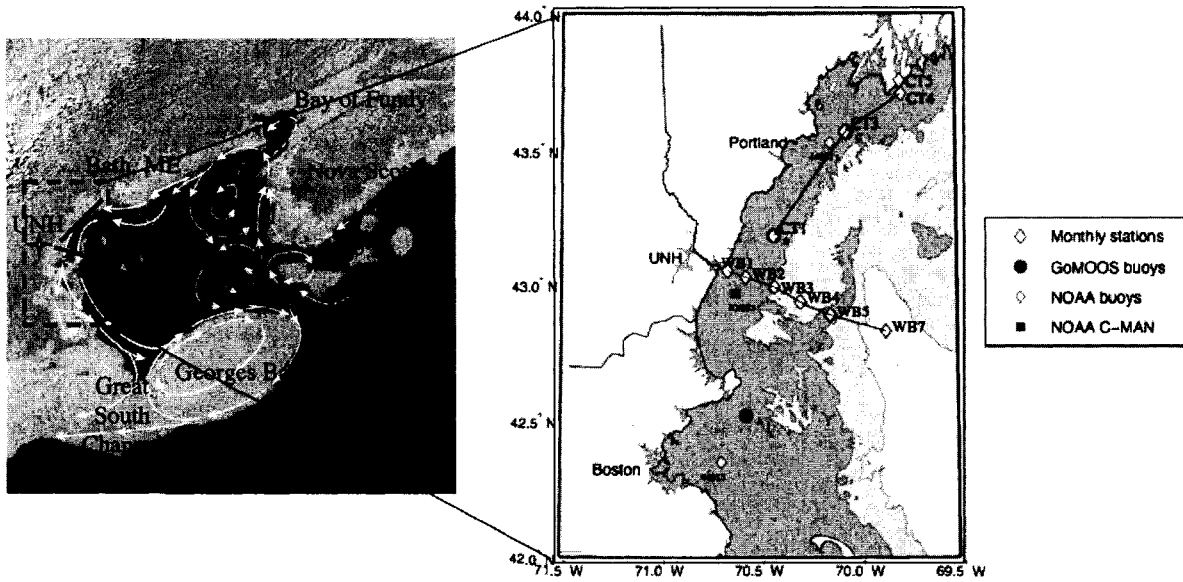 Bay of Fundy
Bath, ME
Nova Scot
UNH
Georges B
Great
South
Chan
44.0 N
43.5 N
43.0 N
42.5 N
42.0 N
71.5 W
71.0 W
70.5 W
70.0 W
69.5 W
CT3
CT4
Portland
CT1
UNH
WB1
WB2
WB3
WB4
WB5
WB7
Boston
Monthly stations
GoMOOS buoys
NOAA buoys
NOAA C-MAN